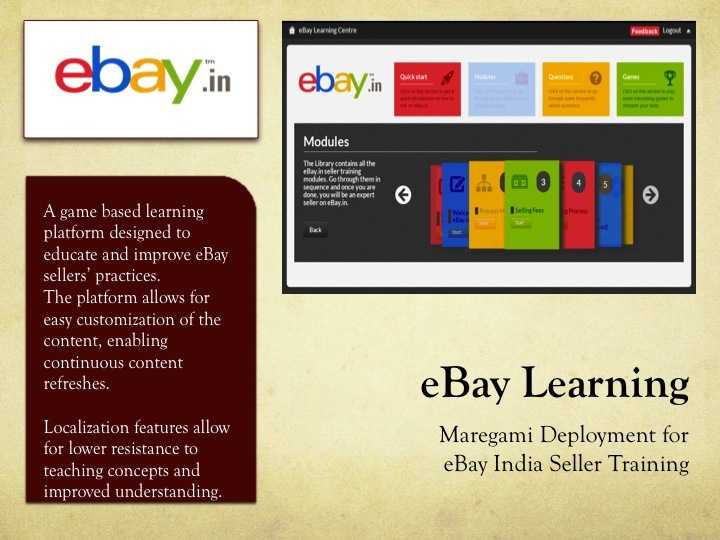 ebay.in
™
A game based learning
platform designed to
educate and improve eBay
sellers’ practices.
The platform allows for
easy customization of the
content, enabling
continuous content
refreshes.
Localization features allow
for lower resistance to
teaching concepts and
improved understanding.
eBay Learning Centre
Feedback Logout
ebay.in
Quick start
Modules
Questions
Games
Modules
The Library contains all the
eBay.in seller training
modules. Go through them in
sequence and once you are
done, you will be an expert
seller on eBay.in.
Back
3
4
5
Selling Fees
Start
eBay Learning
Maregami Deployment for
eBay India Seller Training